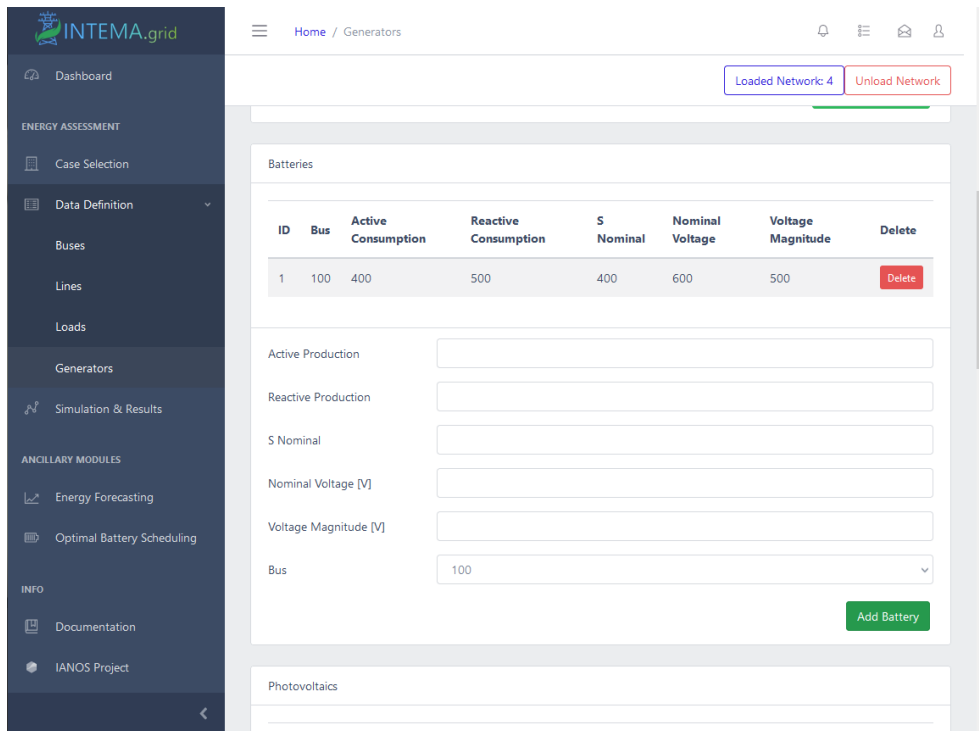 INTEMA.grid
Home / Generators
Dashboard
Loaded Network: 4
Unload Network
ENERGY ASSESSMENT
Case Selection
Data Definition
Buses
Lines
Loads
Generators
Simulation & Results
ANCILLARY MODULES
Energy Forecasting
Optimal Battery Scheduling
INFO
Documentation
IANOS Project
Batteries
ID Bus Active Consumption Reactive Consumption S Nominal Nominal Voltage Voltage Magnitude Delete
1 100 400 500 400 600 500 Delete
Active Production
Reactive Production
S Nominal
Nominal Voltage [V]
Voltage Magnitude [V]
Bus 100
Add Battery
Photovoltaics